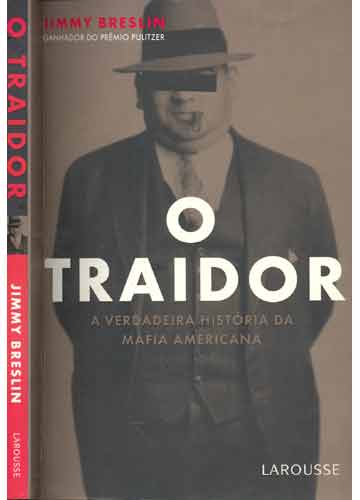 O TRAIDOR
JIMMY BRESLIN
LAROUSSE
JIMMY BRESLIN
GANHADOR DO PRÊMIO PULITZER
O
TRAIDOR
A VERDADEIRA HISTÓRIA DA
MÁFIA AMERICANA
LAROUSSE